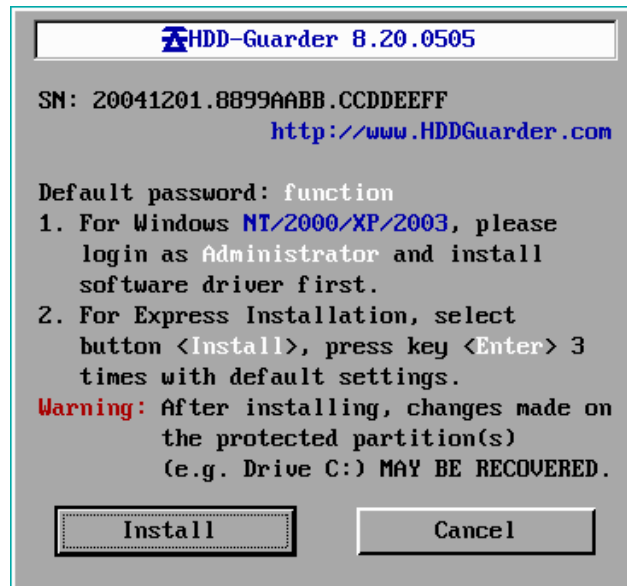 HDD-Guarder 8.20.0505
SN: 20041201.8899AABB.CCDDEEFF
http://www.HDDGuarder.com
Default password: function
1. For Windows NT/2000/XP/2003, please
login as Administrator and install
software driver first.
2. For Express Installation, select
button <Install>, press key <Enter> 3
times with default settings.
Warning: After installing, changes made on
the protected partition(s)
(e.g. Drive C:) MAY BE RECOVERED.
Install Cancel